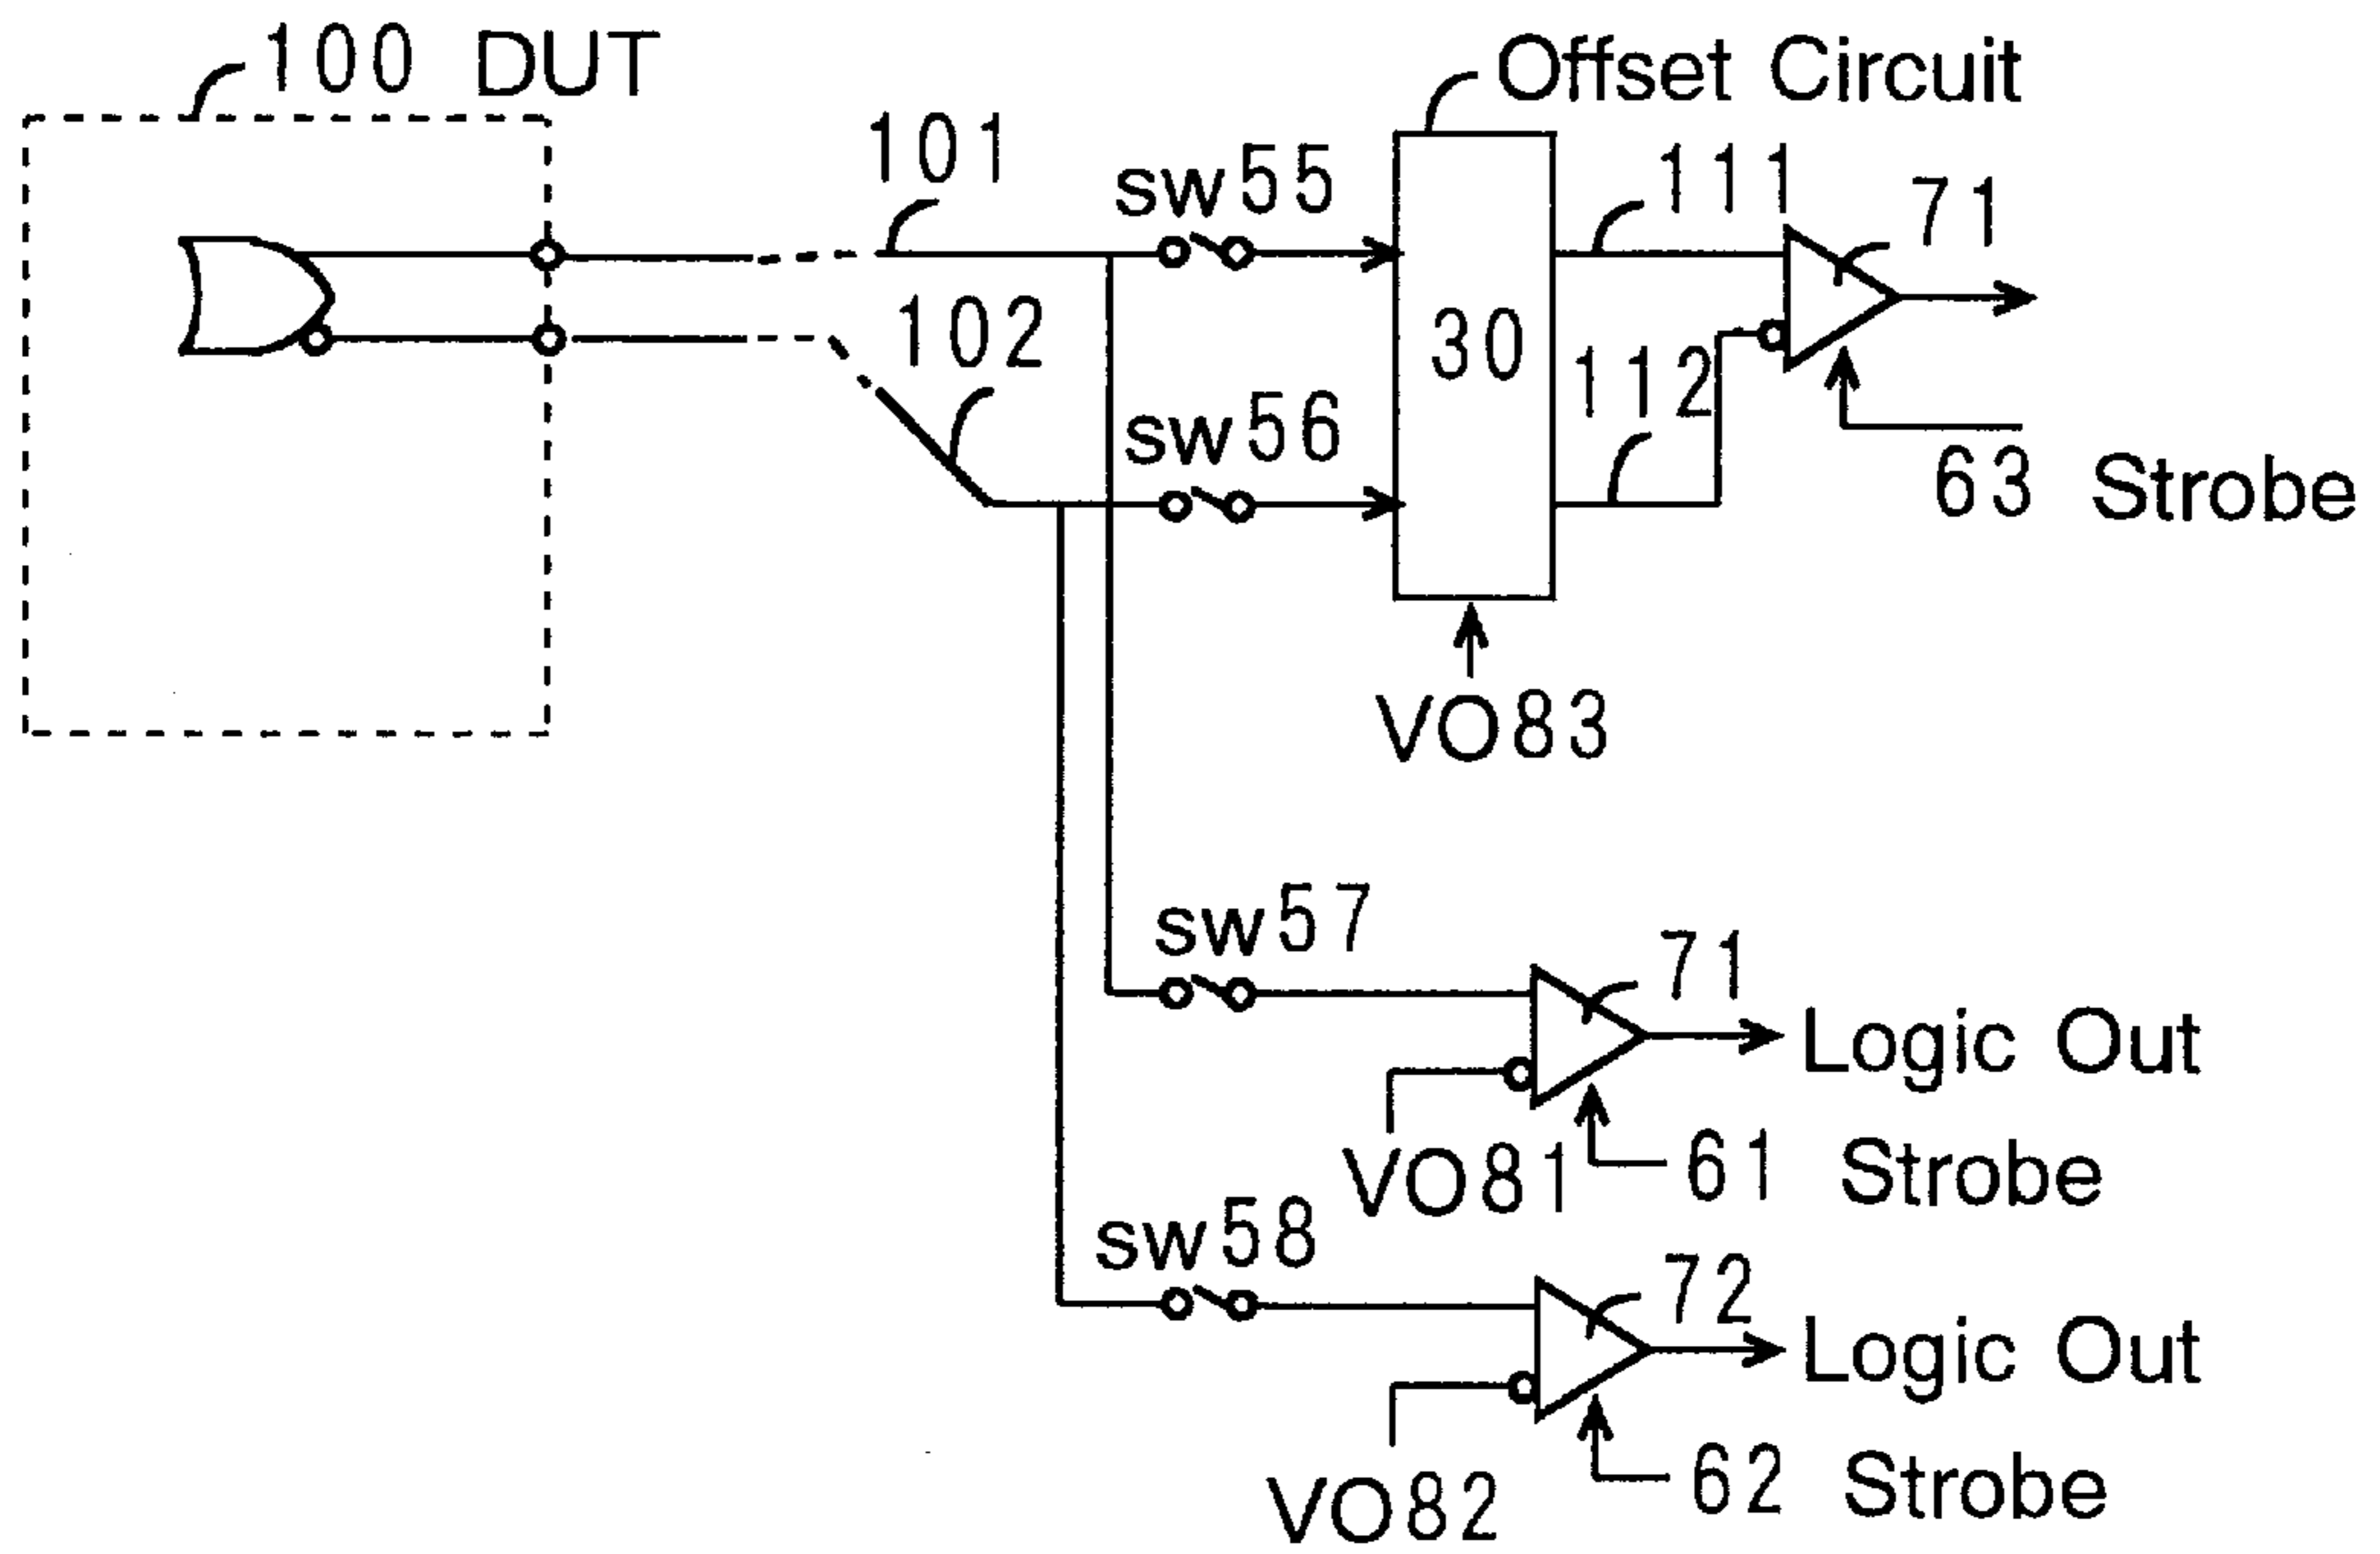 100 DUT
Offset Circuit
101
sw55
111
71
102
30
112
sw56
63 Strobe
VO83
sw57
71
Logic Out
VO81
61 Strobe
sw58
72
Logic Out
VO82
62 Strobe